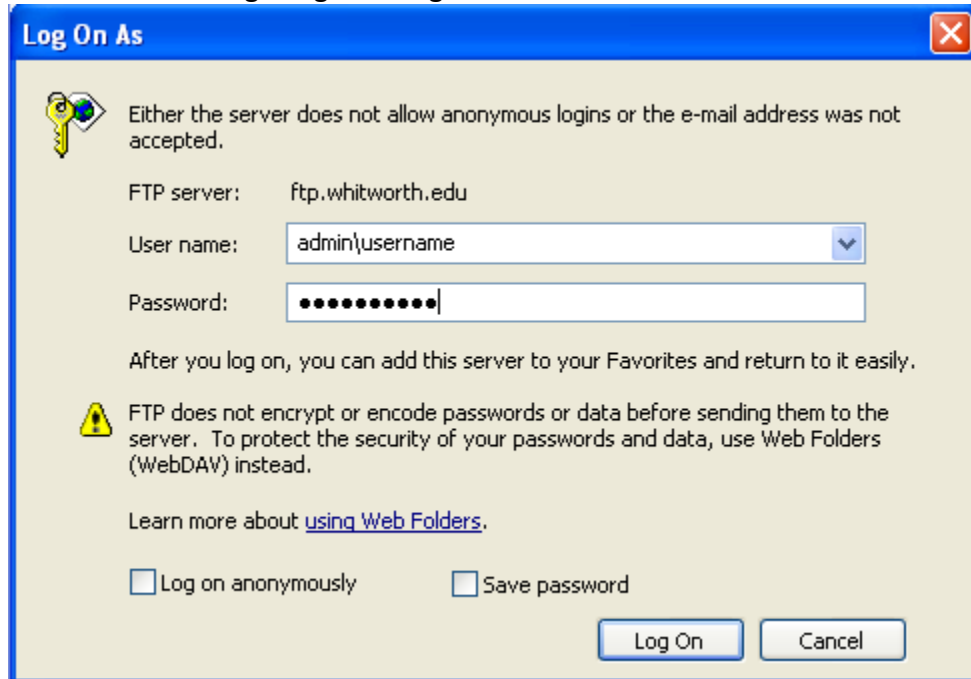 Log On As
Either the server does not allow anonymous logins or the e-mail address was not
accepted.
FTP server: ftp.whitworth.edu
User name: admin\username
Password: ●●●●●●●●●●
After you log on, you can add this server to your Favorites and return to it easily.
FTP does not encrypt or encode passwords or data before sending them to the
server. To protect the security of your passwords and data, use Web Folders
(WebDAV) instead.
Learn more about using Web Folders.
Log on anonymously Save password
Log On Cancel